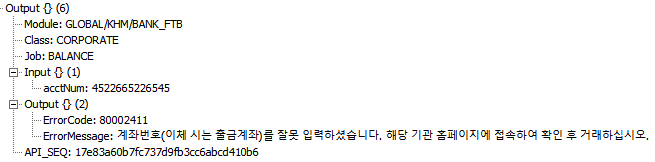 Output {} (6)
Module: GLOBAL/KHM/BANK_FTB
Class: CORPORATE
Job: BALANCE
Input {} (1)
acctNum: 4522665226545
Output {} (2)
ErrorCode: 80002411
ErrorMessage: 계좌번호(이체 시는 출금계좌)를 잘못 입력하셨습니다. 해당 기관 홈페이지에 접속하여 확인 후 거래하십시오.
API_SEQ: 17e83a60b7fc737d9fb3cc6abcd410b6